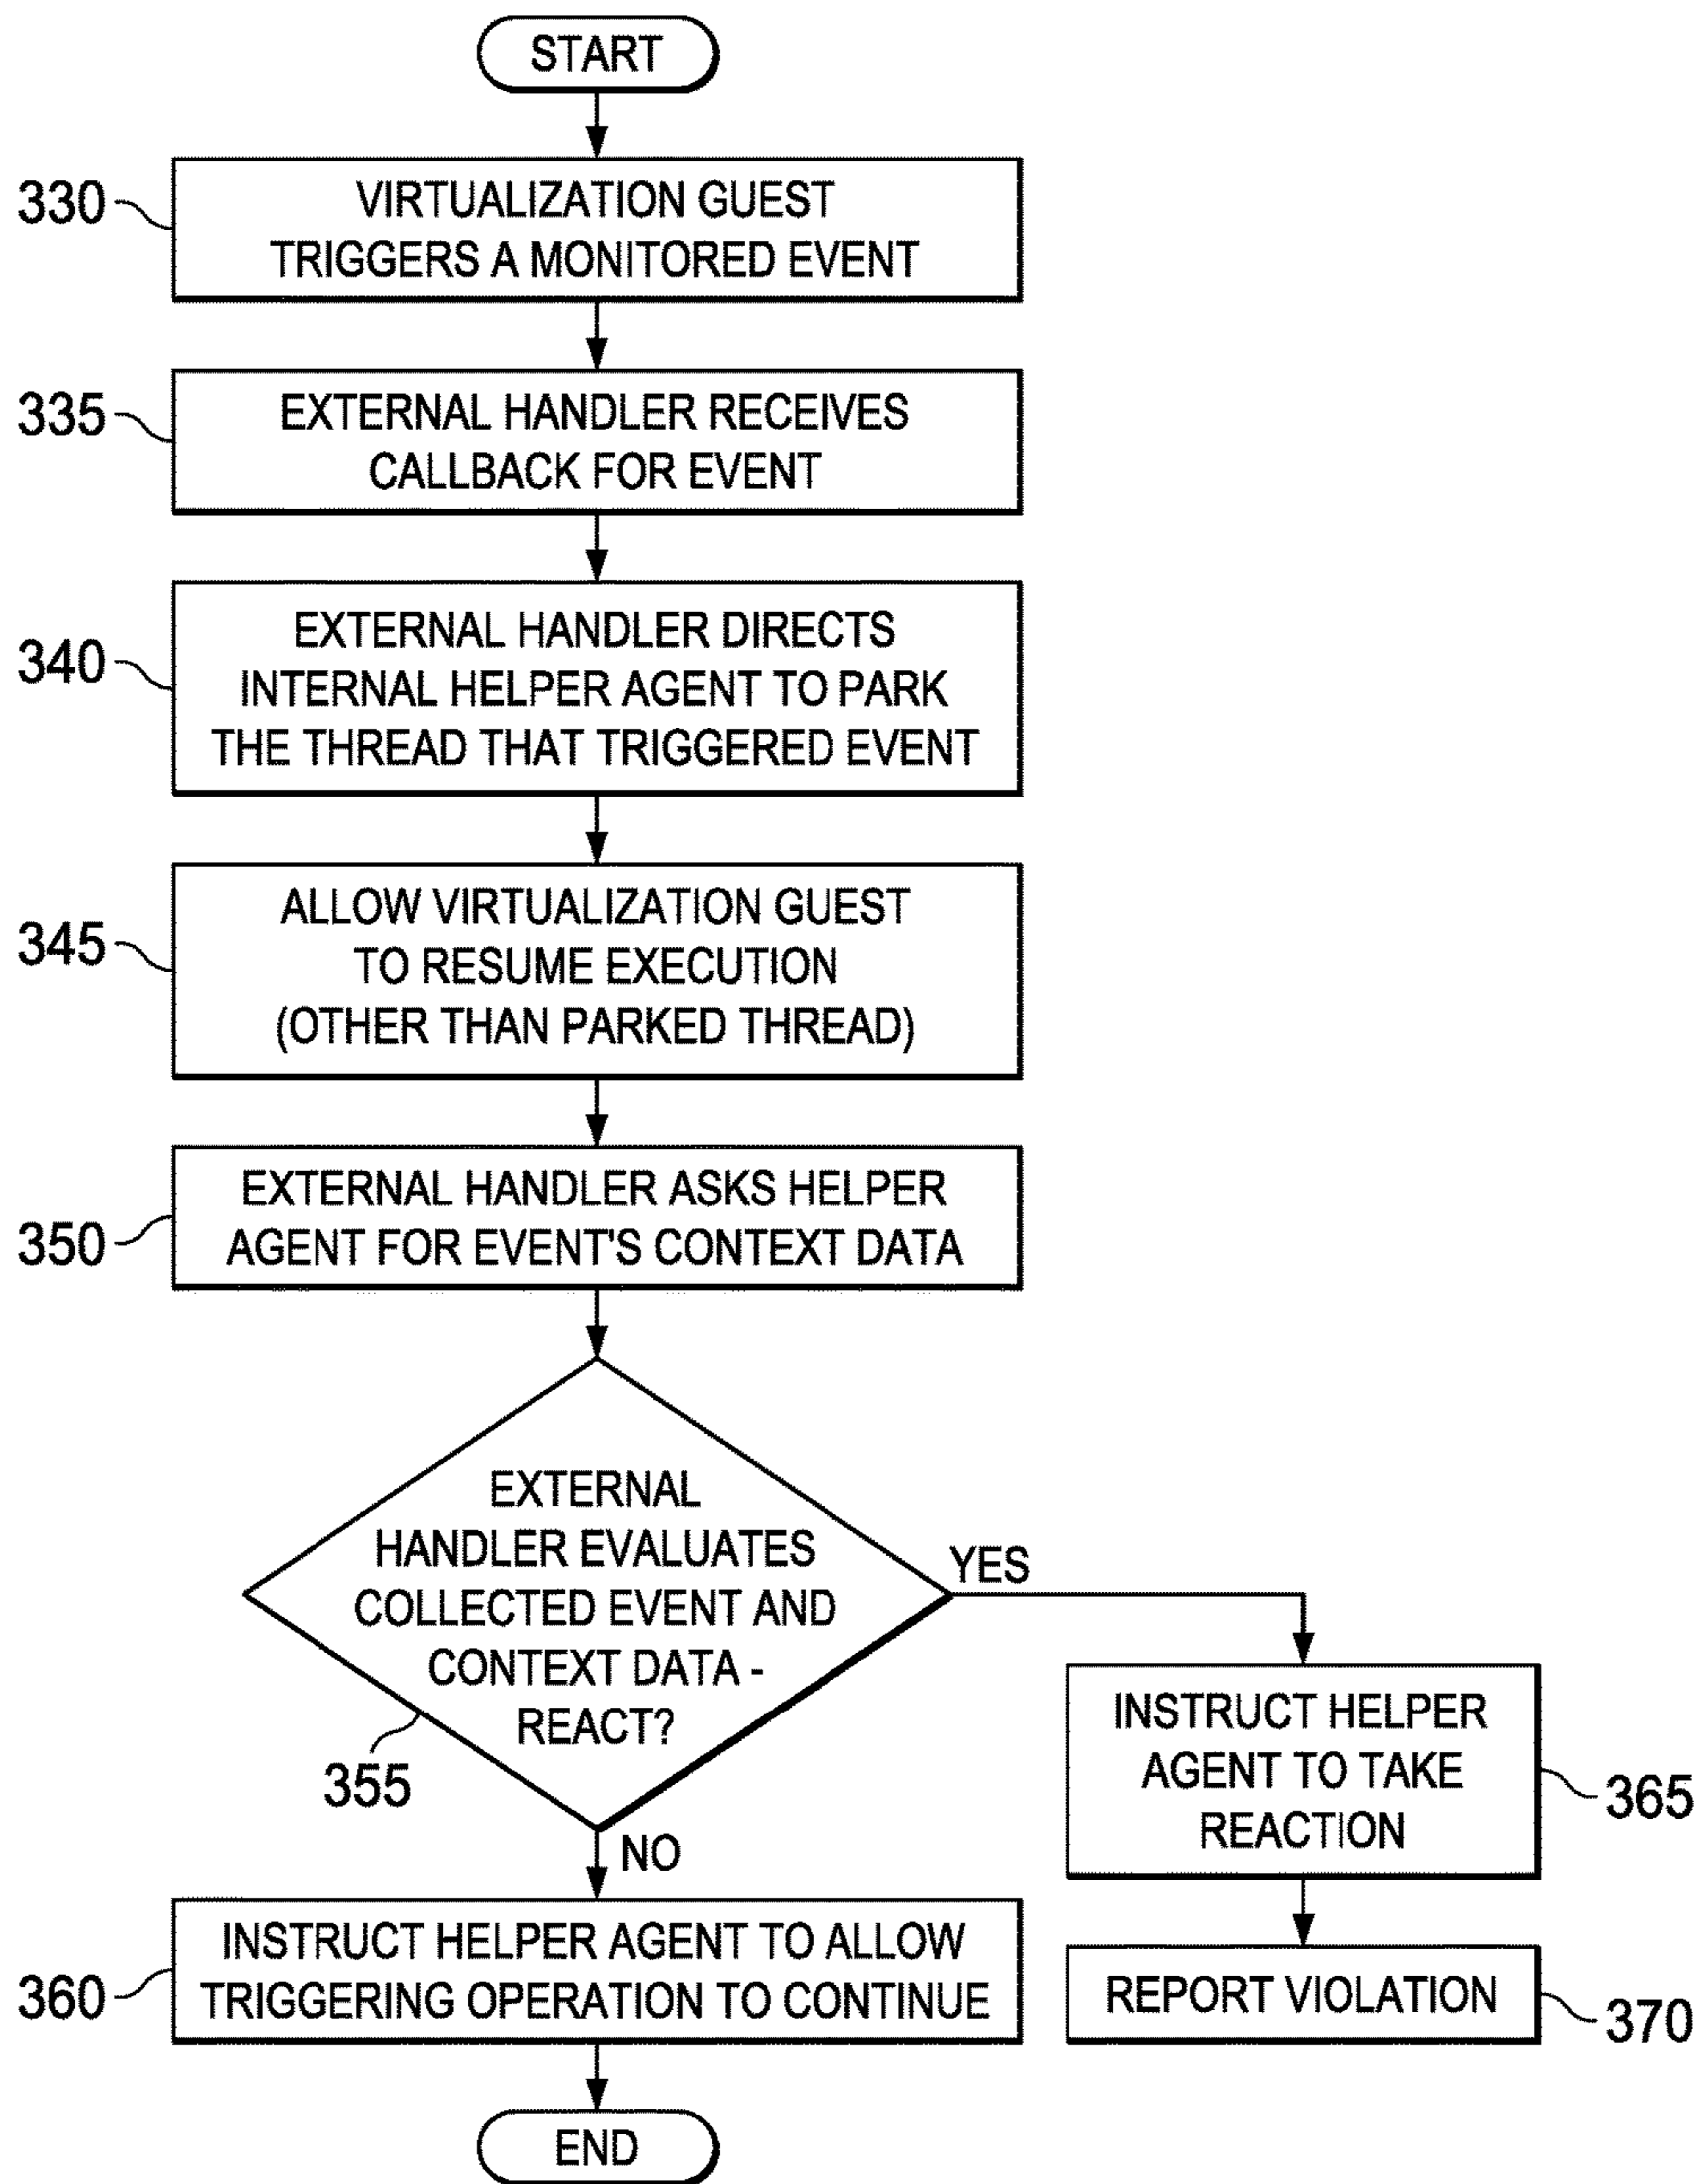 START
330
VIRTUALIZATION GUEST
TRIGGERS A MONITORED EVENT
335
EXTERNAL HANDLER RECEIVES
CALLBACK FOR EVENT
340
EXTERNAL HANDLER DIRECTS
INTERNAL HELPER AGENT TO PARK
THE THREAD THAT TRIGGERED EVENT
345
ALLOW VIRTUALIZATION GUEST
TO RESUME EXECUTION
(OTHER THAN PARKED THREAD)
350
EXTERNAL HANDLER ASKS HELPER
AGENT FOR EVENT'S CONTEXT DATA
EXTERNAL
HANDLER EVALUATES
COLLECTED EVENT AND
CONTEXT DATA -
REACT?
355
YES
INSTRUCT HELPER
AGENT TO TAKE
REACTION
365
NO
360
INSTRUCT HELPER AGENT TO ALLOW
TRIGGERING OPERATION TO CONTINUE
REPORT VIOLATION
370
END